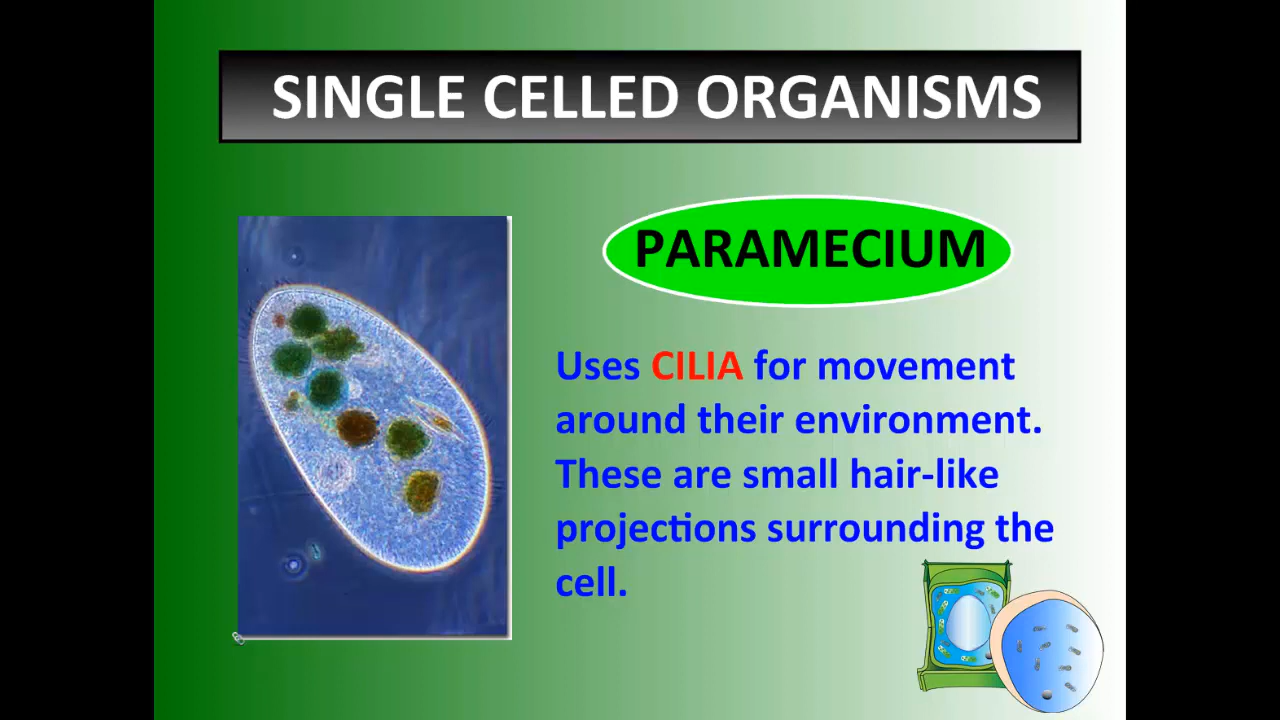 SINGLE CELLED ORGANISMS
PARAMECIUM
Uses CILIA for movement
around their environment.
These are small hair-like
projections surrounding the
cell.